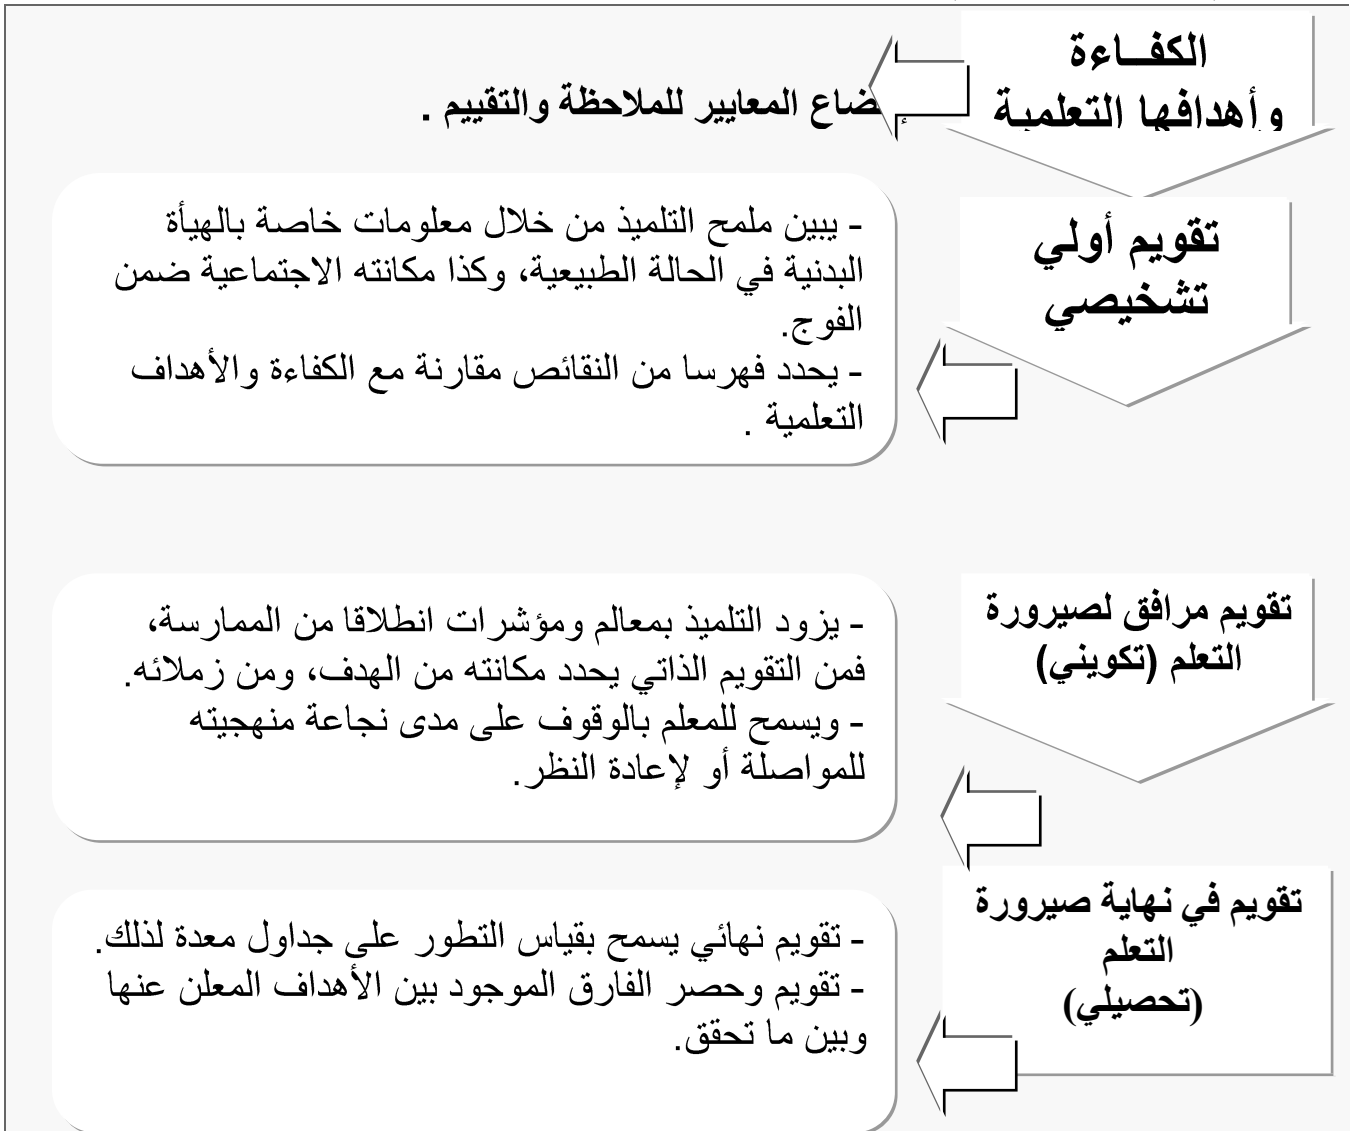 الكفــاءة
وأهدافها التعلمية
المعايير للملاحظة والتقييم .
تقويم أولي
تشخيصي
- يبين ملمح التلميذ من خلال معلومات خاصة بالهيأة
البدنية في الحالة الطبيعية، وكذا مكانته الاجتماعية ضمن
الفوج.
- يحدد فهرسا من النقائص مقارنة مع الكفاءة والأهداف
التعلمية .
تقويم مرافق لصيرورة
التعلم (تكويني)
- يزود التلميذ بمعالم ومؤشرات انطلاقا من الممارسة،
فمن التقويم الذاتي يحدد مكانته من الهدف، ومن زملائه.
- ويسمح للمعلم بالوقوف على مدى نجاعة منهجيته
للمواصلة أو لإعادة النظر.
تقويم في نهاية صيرورة
التعلم
(تحصيلي)
- تقويم نهائي يسمح بقياس التطور على جداول معدة لذلك.
- تقويم وحصر الفارق الموجود بين الأهداف المعلن عنها
وبين ما تحقق.